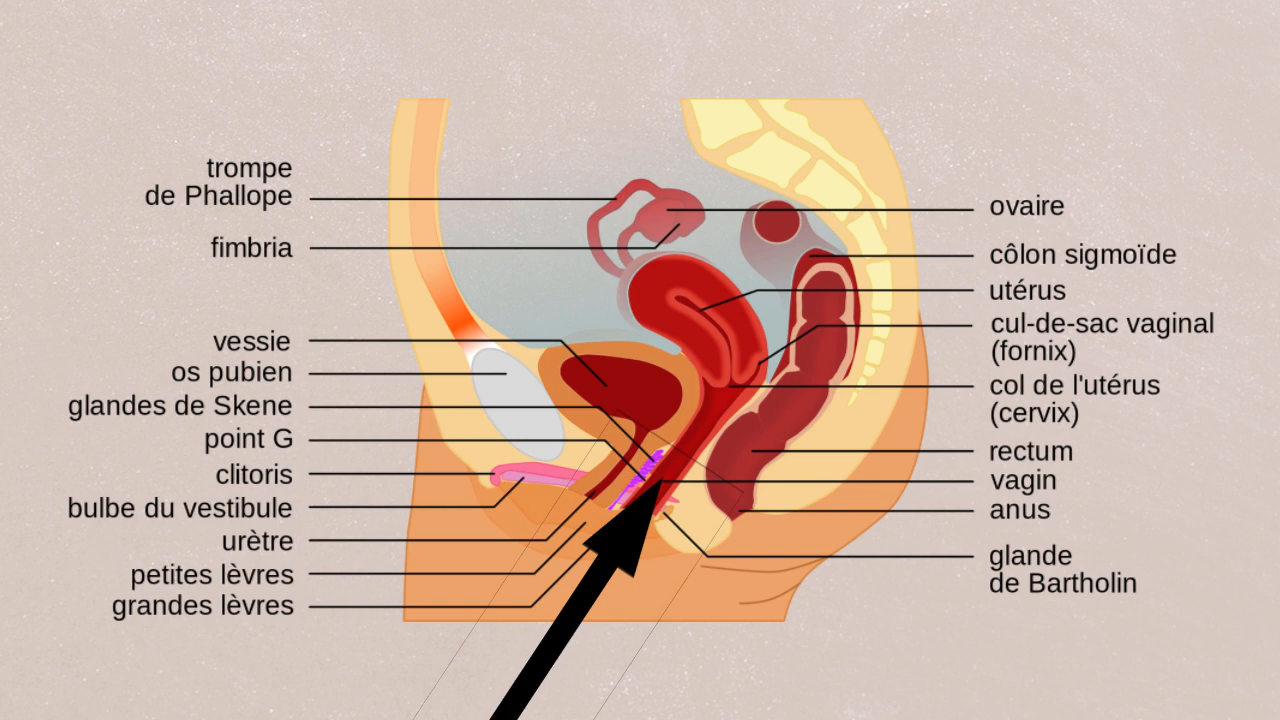 trompe
de Phallope
fimbria
vessie
os pubien
glandes de Skene
point G
clitoris
bulbe du vestibule
urètre
petites lèvres
grandes lèvres
ovaire
côlon sigmoïde
utérus
cul-de-sac vaginal
(fornix)
col de l'utérus
(cervix)
rectum
vagin
anus
glande
de Bartholin